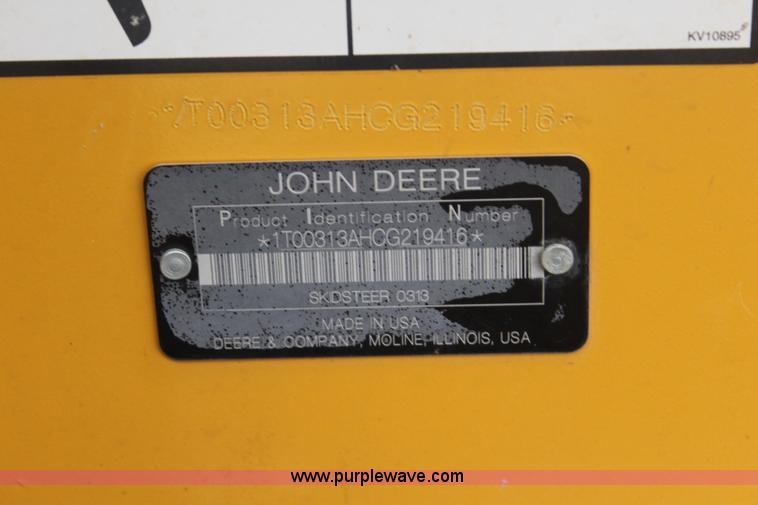 KV10895
*1T00313AHCG219416*
JOHN DEERE
Product Identification Number
*1T00313AHCG219416*
SKDSTEER 0313
MADE IN USA
DEERE & COMPANY, MOLINE, ILLINOIS, USA
www.purplewave.com